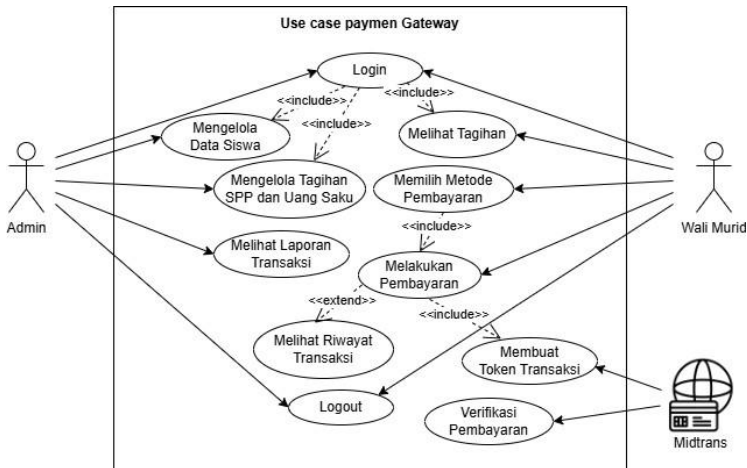 Use case paymen Gateway
Login
<<include>>
<<include>>
<<include>>
Mengelola
Data Siswa
Melihat Tagihan
Mengelola Tagihan
SPP dan Uang Saku
Memilih Metode
Pembayaran
Admin
Wali Murid
<<include>>
Melihat Laporan
Transaksi
Melakukan
Pembayaran
<<extend>>
<<include>>
Melihat Riwayat
Transaksi
Membuat
Token Transaksi
Logout
Verifikasi
Pembayaran
Midtrans